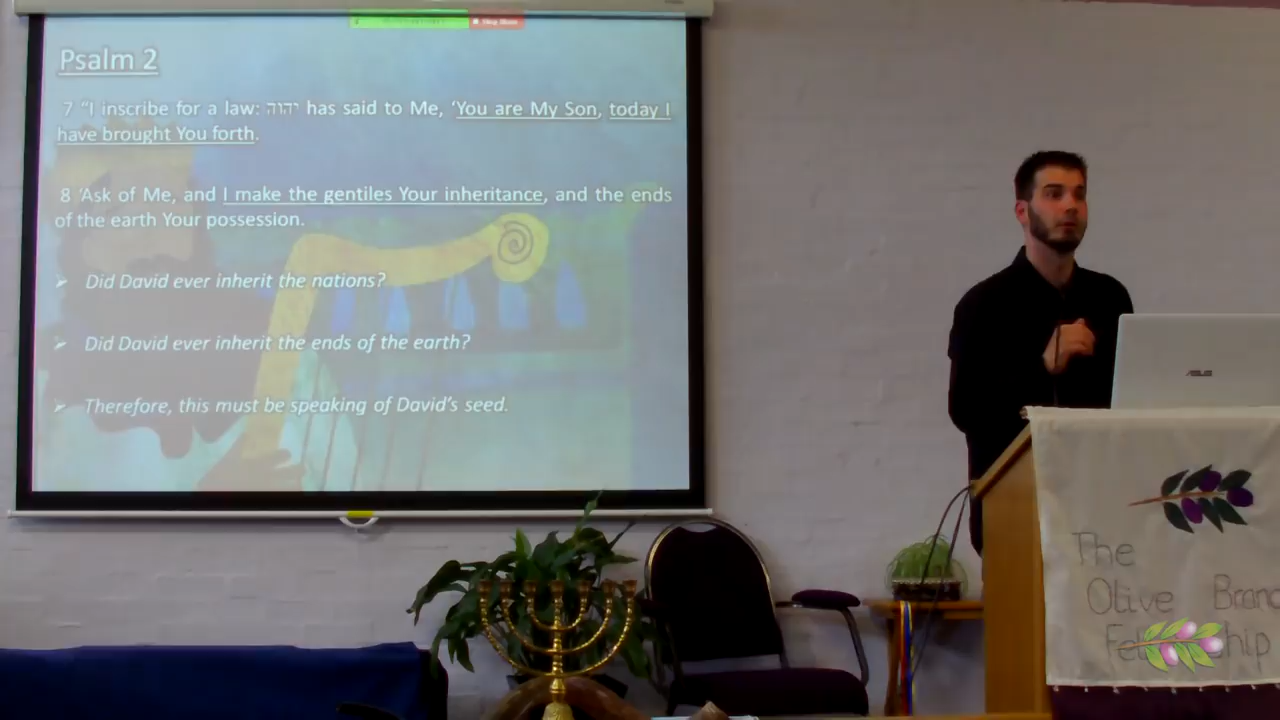 Psalm 2
7 “I inscribe for a law: יהוה has said to Me, ‘You are My Son, today I
have brought You forth.
8 ‘Ask of Me, and I make the gentiles Your inheritance, and the ends
of the earth Your possession.
➢ Did David ever inherit the nations?
➢ Did David ever inherit the ends of the earth?
➢ Therefore, this must be speaking of David’s seed.
ASUS
The
Olive Branc